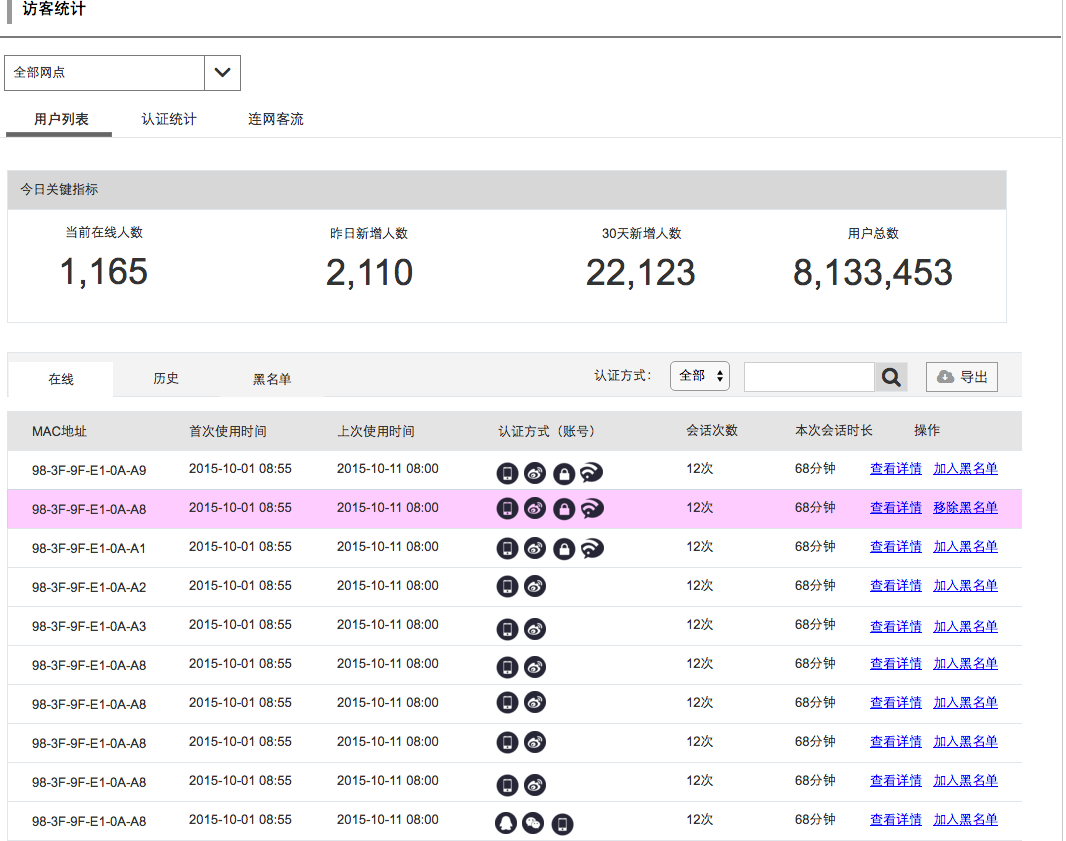 访客统计
全部网点
用户列表 认证统计 连网客流
今日关键指标
当前在线人数 昨日新增人数 30天新增人数 用户总数
1,165 2,110 22,123 8,133,453
在线 历史 黑名单 认证方式： 全部 导出
MAC地址 首次使用时间 上次使用时间 认证方式（账号） 会话次数 本次会话时长 操作
98-3F-9F-E1-0A-A9 2015-10-01 08:55 2015-10-11 08:00 12次 68分钟 查看详情 加入黑名单
98-3F-9F-E1-0A-A8 2015-10-01 08:55 2015-10-11 08:00 12次 68分钟 查看详情 移除黑名单
98-3F-9F-E1-0A-A1 2015-10-01 08:55 2015-10-11 08:00 12次 68分钟 查看详情 加入黑名单
98-3F-9F-E1-0A-A2 2015-10-01 08:55 2015-10-11 08:00 12次 68分钟 查看详情 加入黑名单
98-3F-9F-E1-0A-A3 2015-10-01 08:55 2015-10-11 08:00 12次 68分钟 查看详情 加入黑名单
98-3F-9F-E1-0A-A8 2015-10-01 08:55 2015-10-11 08:00 12次 68分钟 查看详情 加入黑名单
98-3F-9F-E1-0A-A8 2015-10-01 08:55 2015-10-11 08:00 12次 68分钟 查看详情 加入黑名单
98-3F-9F-E1-0A-A8 2015-10-01 08:55 2015-10-11 08:00 12次 68分钟 查看详情 加入黑名单
98-3F-9F-E1-0A-A8 2015-10-01 08:55 2015-10-11 08:00 12次 68分钟 查看详情 加入黑名单
98-3F-9F-E1-0A-A8 2015-10-01 08:55 2015-10-11 08:00 12次 68分钟 查看详情 加入黑名单